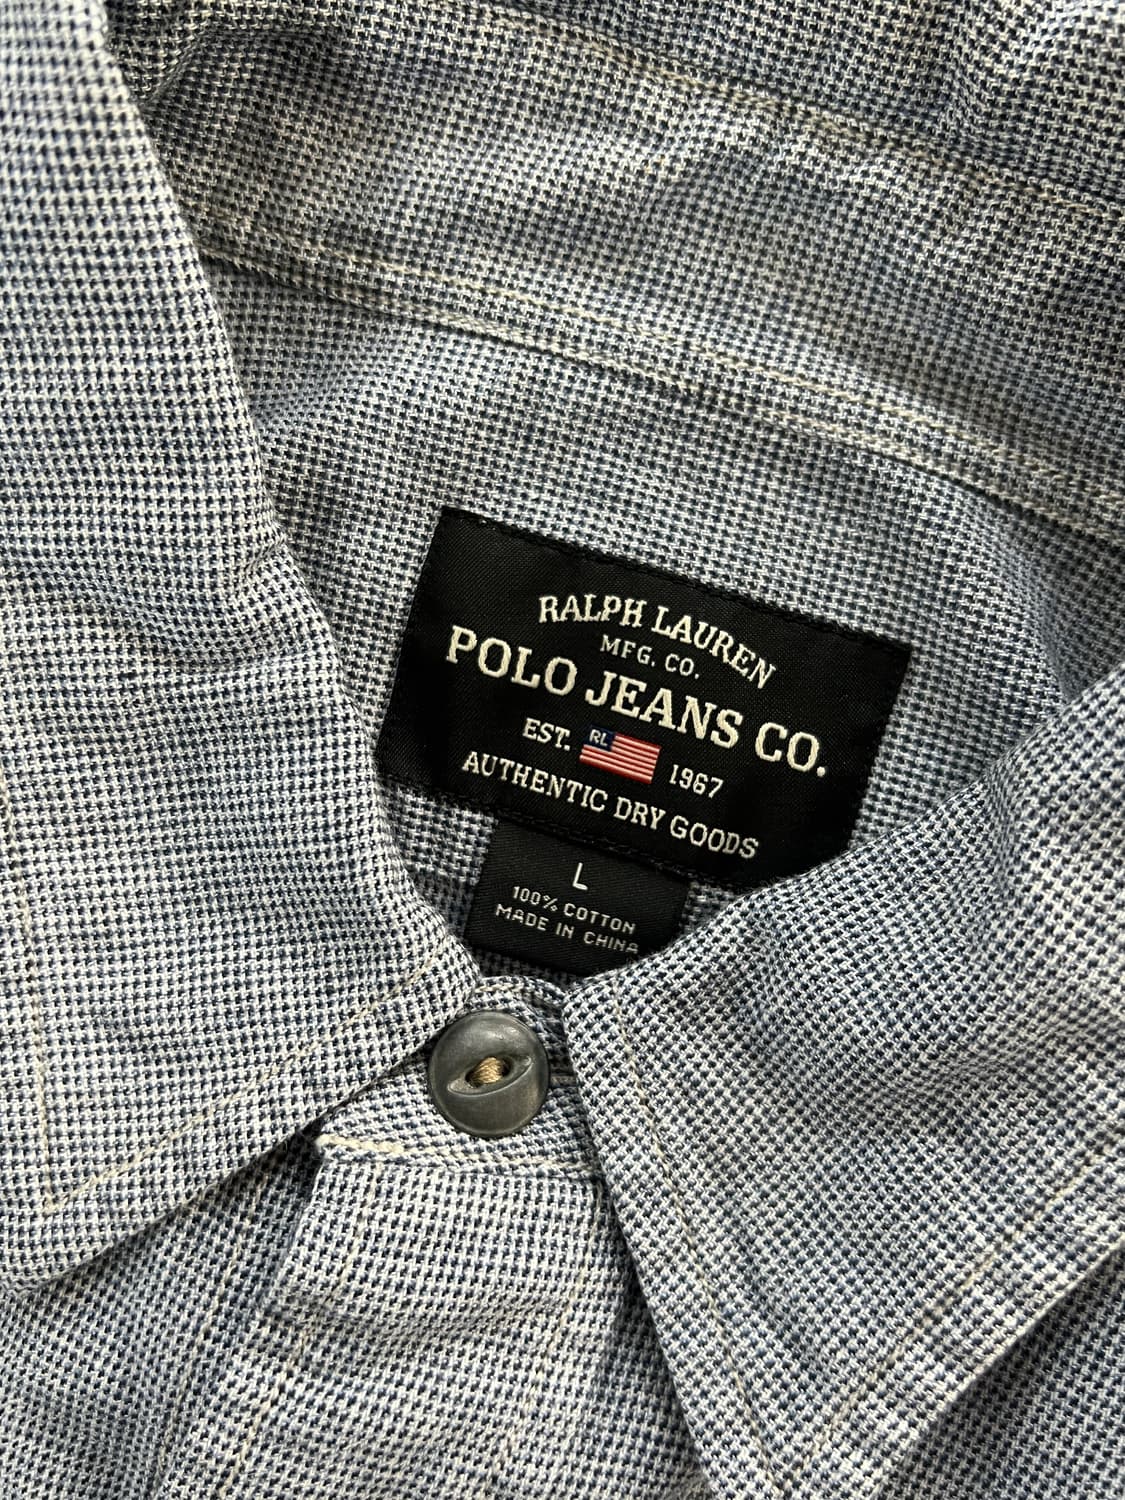 RALPH LAUREN
MFG. CO.
POLO JEANS CO.
EST. RL 1967
AUTHENTIC DRY GOODS
L
100% COTTON
MADE IN CHINA